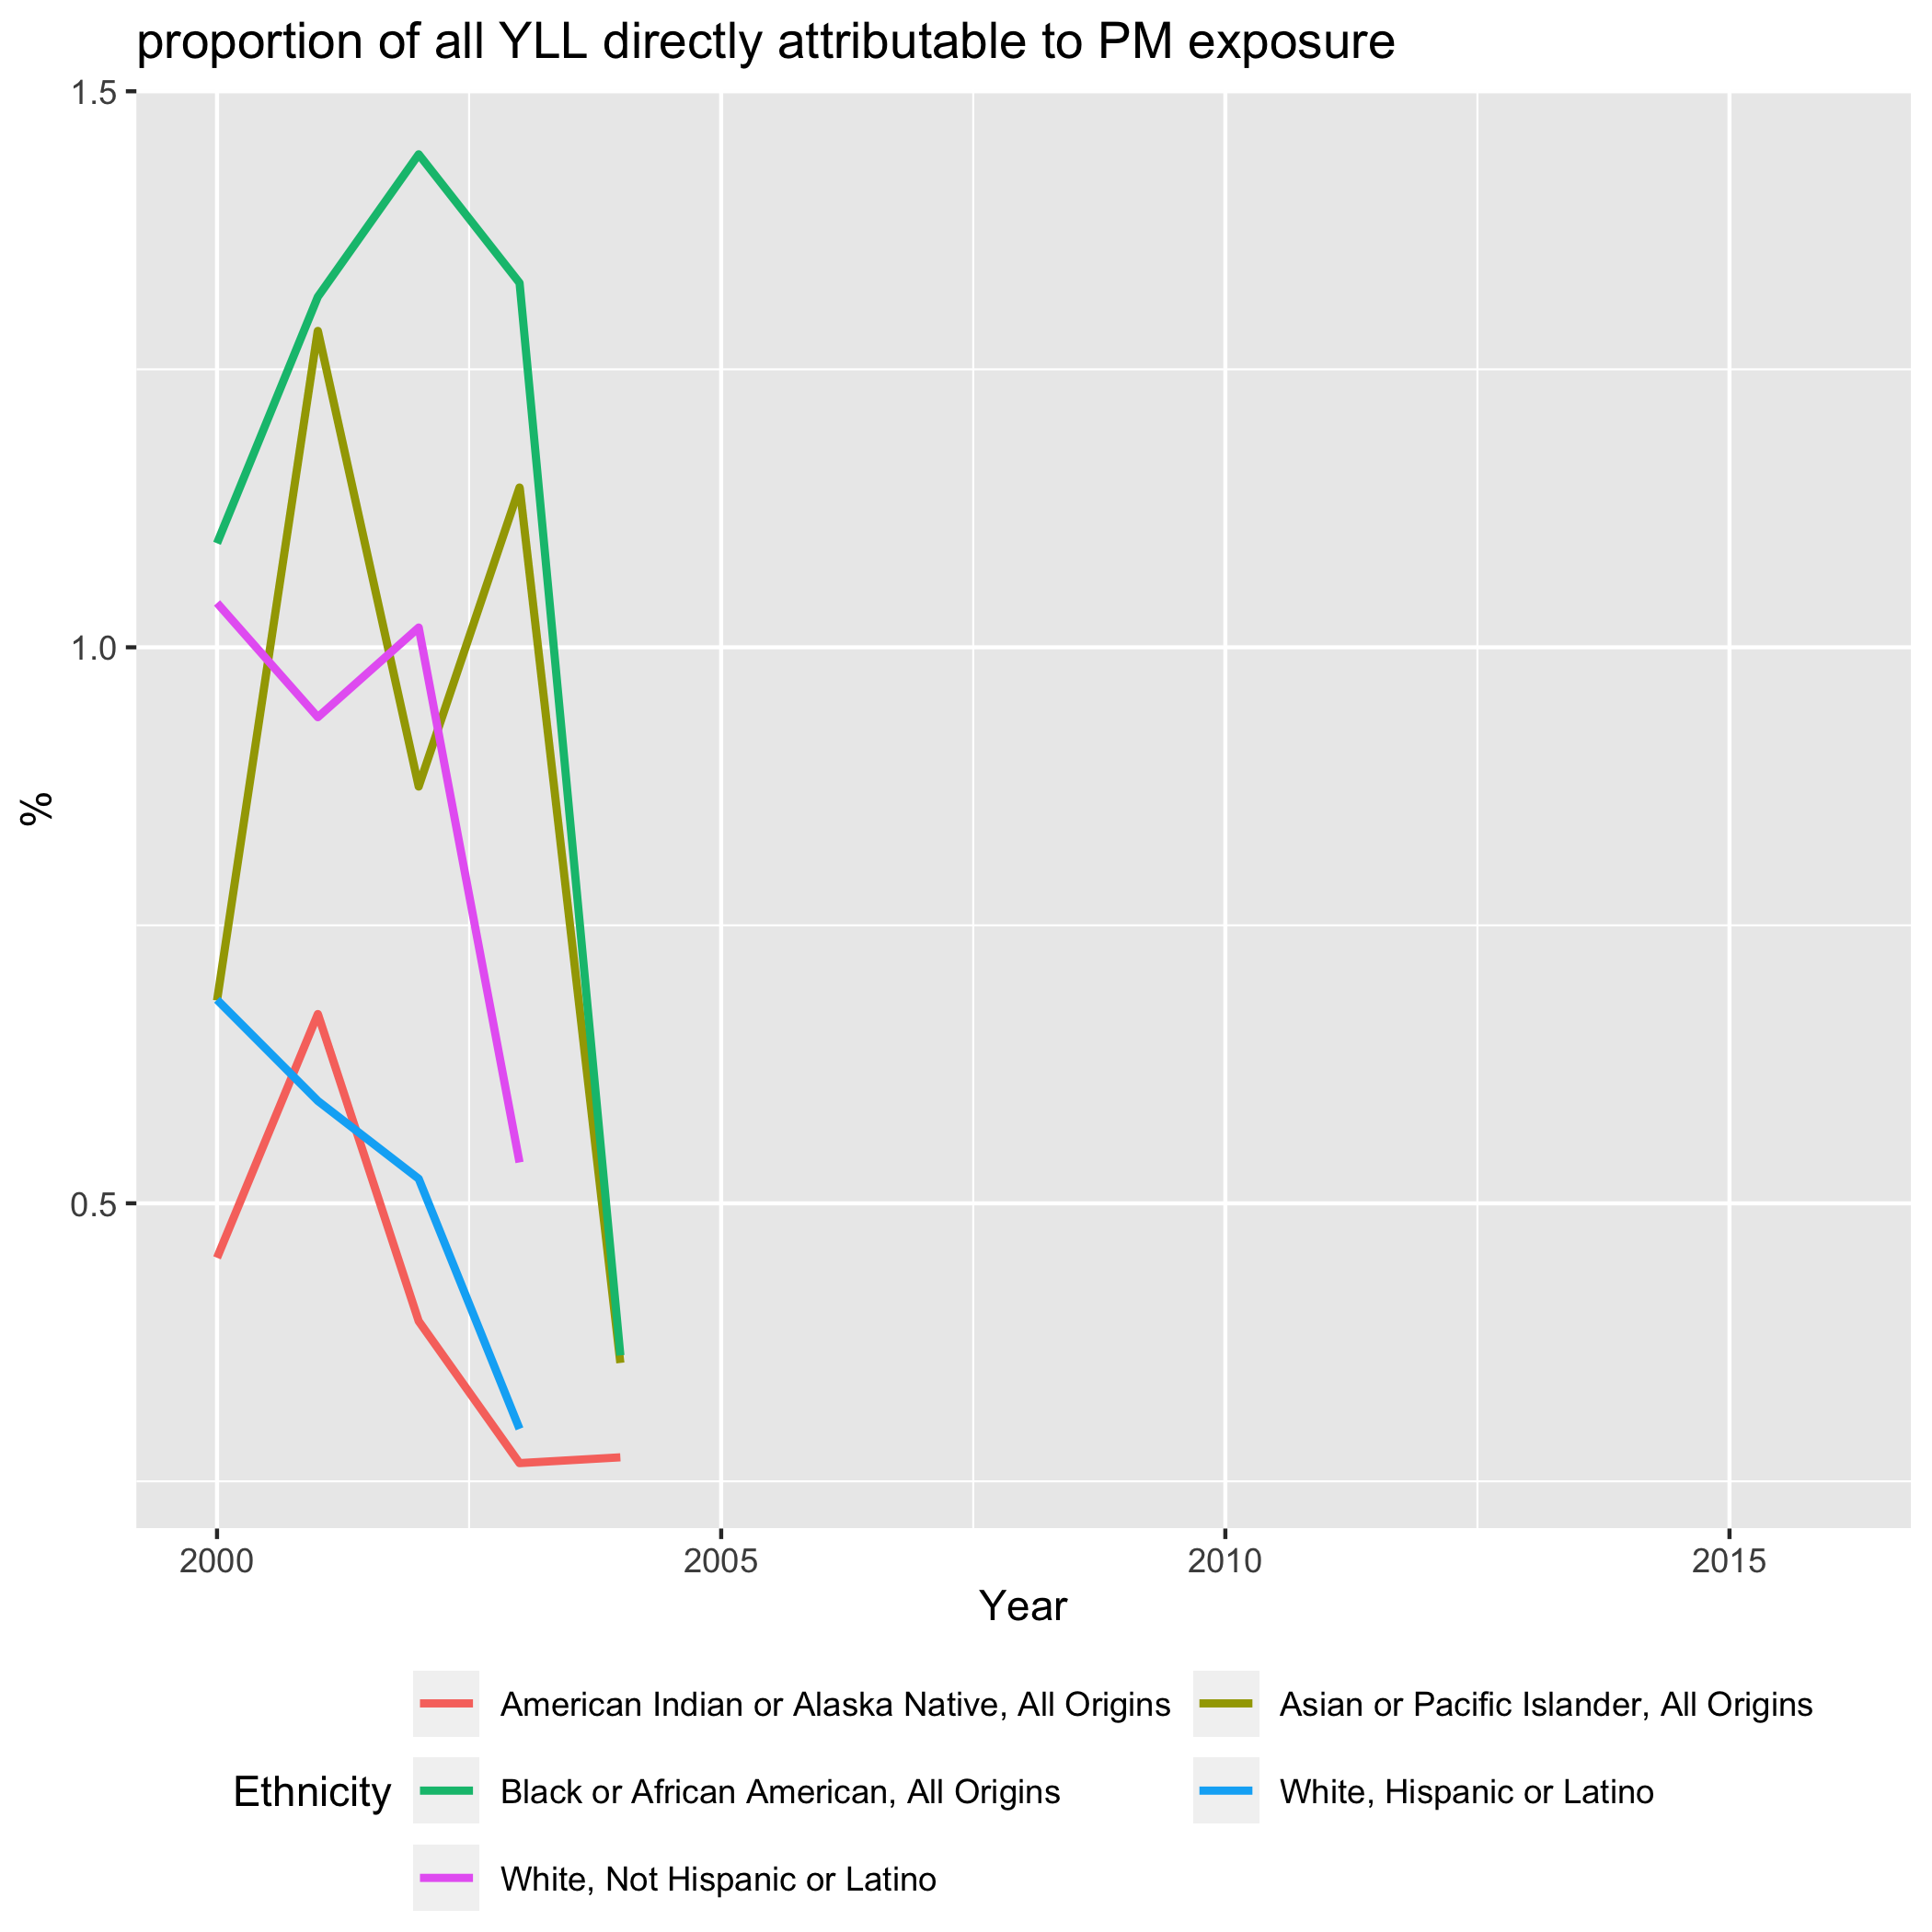 proportion of all YLL directly attributable to PM exposure
1.5
1.0
0.5
%
2000 2005 2010 2015
Year
Ethnicity
American Indian or Alaska Native, All Origins
Asian or Pacific Islander, All Origins
Black or African American, All Origins
White, Hispanic or Latino
White, Not Hispanic or Latino